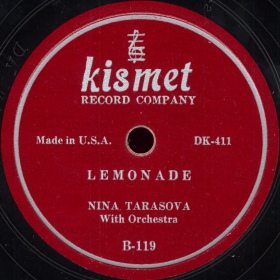 kismet
RECORD COMPANY
Made in U.S.A. DK-411
LEMONADE
NINA TARASOVA
With Orchestra
B-119